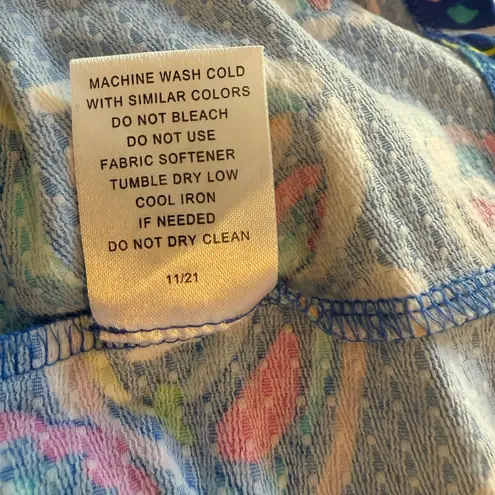 MACHINE WASH COLD
WITH SIMILAR COLORS
DO NOT BLEACH
DO NOT USE
FABRIC SOFTENER
TUMBLE DRY LOW
COOL IRON
IF NEEDED
DO NOT DRY CLEAN
11/21